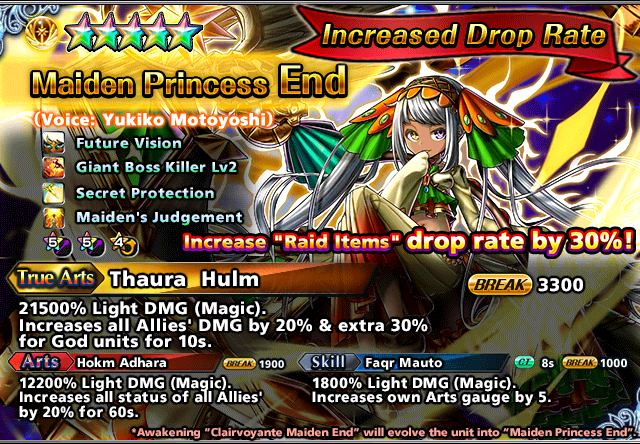 Increased Drop Rate
Maiden Princess End
(Voice: Yukiko Motoyoshi)
Future Vision
Giant Boss Killer Lv2
Secret Protection
Maiden's Judgement
5 5 4
Increase "Raid Items" drop rate by 30%!
True Arts Thaura Hulm BREAK 3300
21500% Light DMG (Magic).
Increases all Allies' DMG by 20% & extra 30%
for God units for 10s.
Arts Hokm Adhara BREAK 1900
12200% Light DMG (Magic).
Increases all status of all Allies'
by 20% for 60s.
Skill Faqr Mauto CT 8s BREAK 1000
1800% Light DMG (Magic).
Increases own Arts gauge by 5.
*Awakening "Clairvoyante Maiden End" will evolve the unit into "Maiden Princess End".